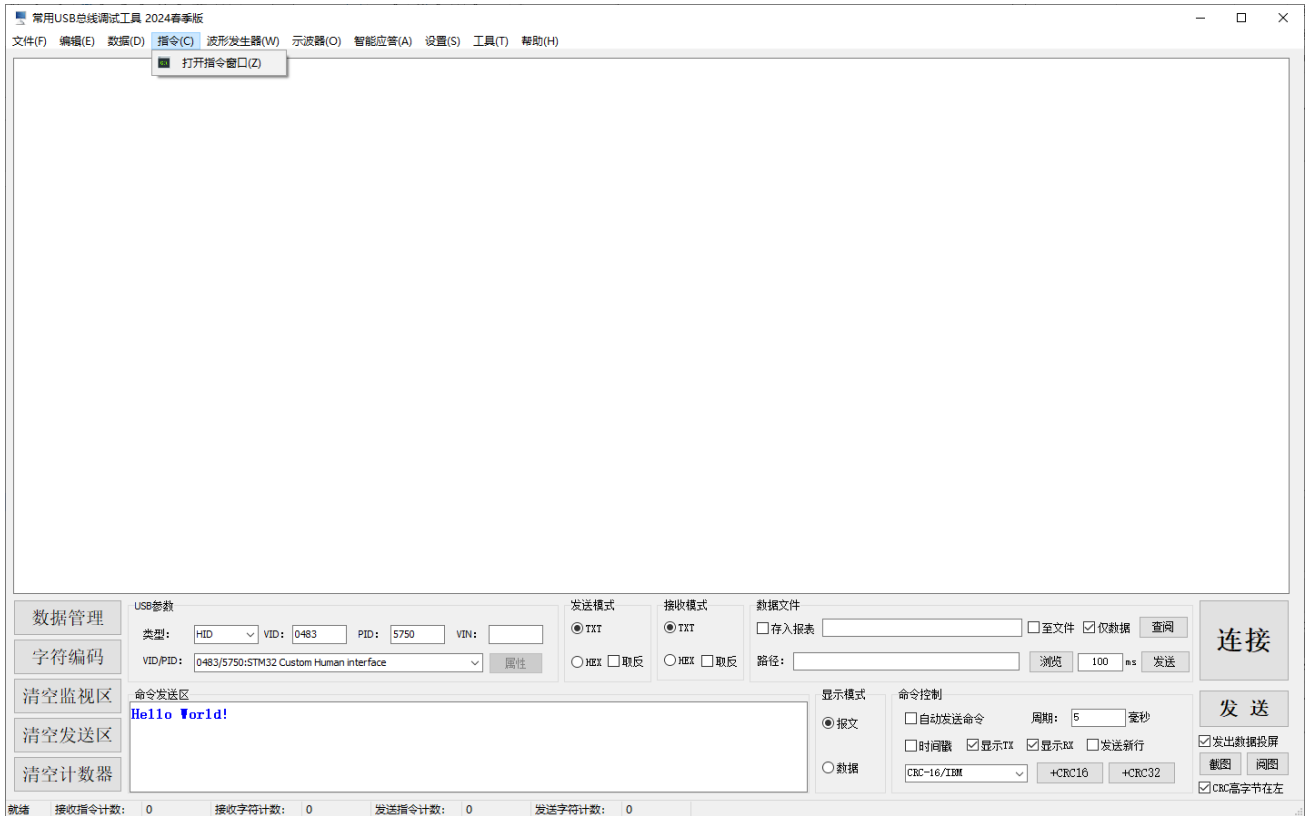 常用USB总线调试工具 2024春季版
文件(F) 编辑(E) 数据(D) 指令(C) 波形发生器(W) 示波器(O) 智能应答(A) 设置(S) 工具(T) 帮助(H)
打开指令窗口(Z)
数据管理
字符编码
清空监视区
清空发送区
清空计数器
USB参数
类型: HID VID: 0483 PID: 5750 VIN:
VID/PID: 0483/5750:STM32 Custom Human interface 属性
发送模式
TXT
HEX 取反
接收模式
TXT
HEX 取反
数据文件
存入报表 至文件 仅数据 查阅
路径: 浏览 100 ms 发送
连接
命令发送区
Hello World!
显示模式
报文
数据
命令控制
自动发送命令 周期: 5 毫秒
时间戳 显示TX 显示RX 发送新行
CRC-16/IBM +CRC16 +CRC32
发 送
发出数据投屏
截图 阅图
CRC高字节在左
就绪 接收指令计数: 0 接收字符计数: 0 发送指令计数: 0 发送字符计数: 0